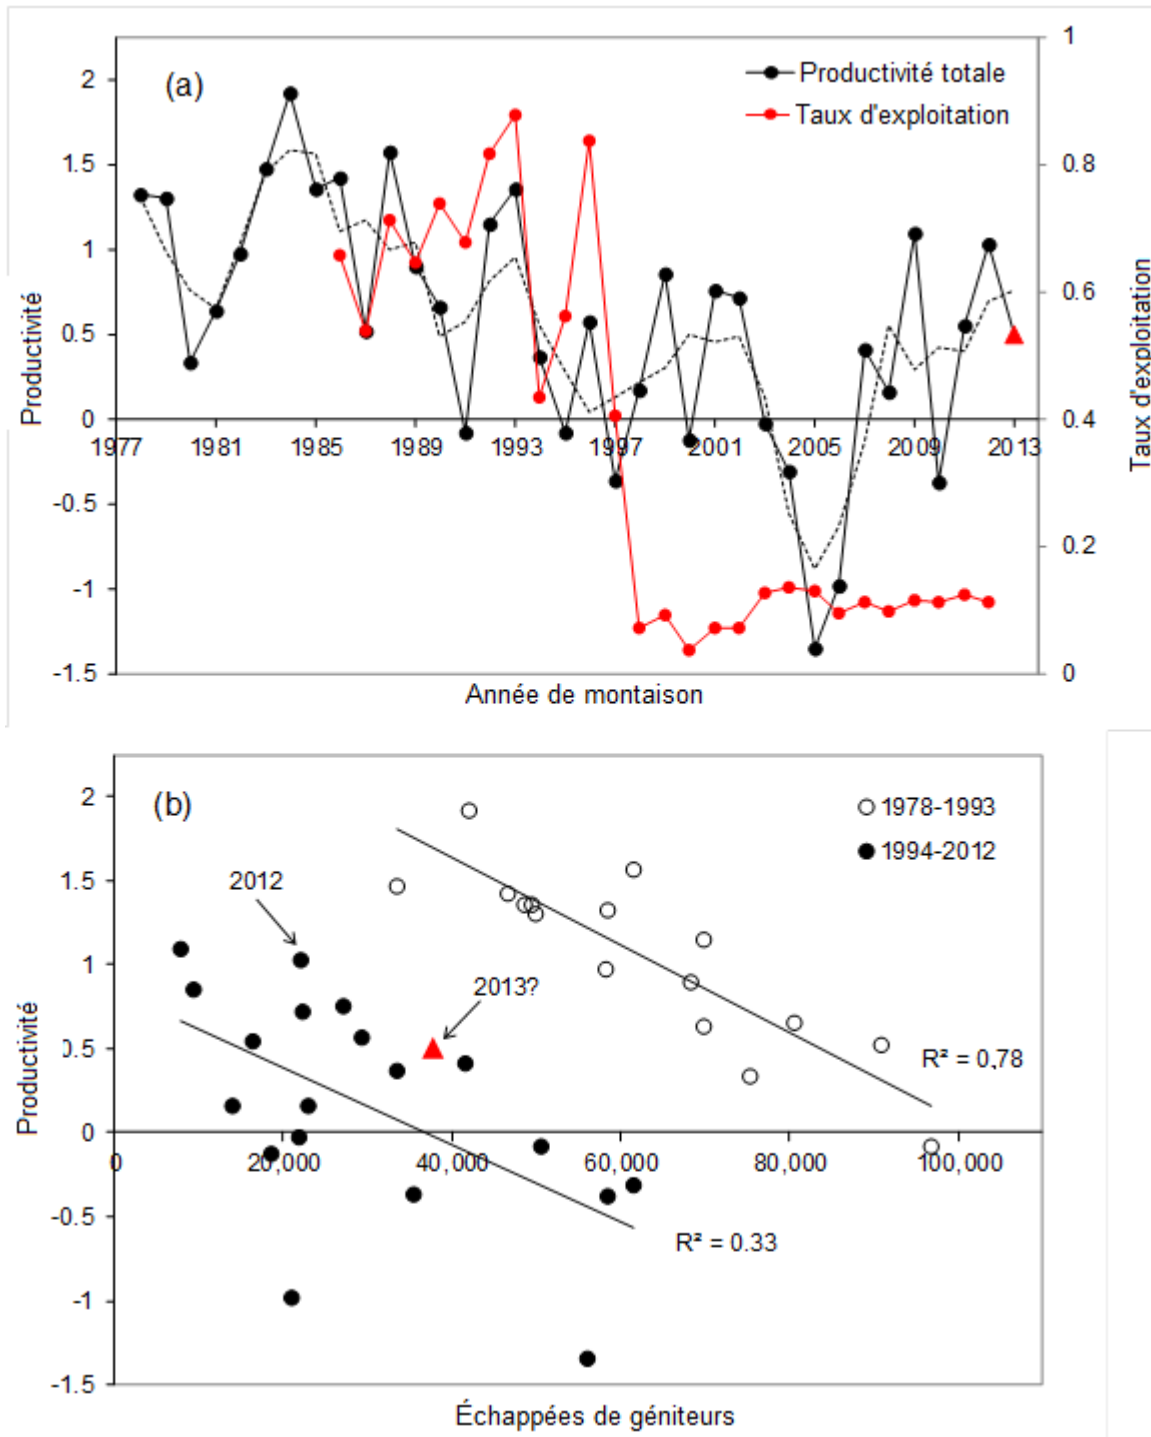 (a)
Productivité totale
Taux d'exploitation
2
1.5
1
0.5
0
-0.5
-1
-1.5
1
0.8
0.6
0.4
0.2
0
1977 1981 1985 1989 1993 1997 2001 2005 2009 2013
Productivité
Taux d'exploitation
Année de montaison
(b)
1978-1993
1994-2012
2012
2013?
R² = 0,78
R² = 0.33
2
1.5
1
0.5
0
-0.5
-1
-1.5
0 20,000 40,000 60,000 80,000 100,000
Productivité
Échappées de géniteurs